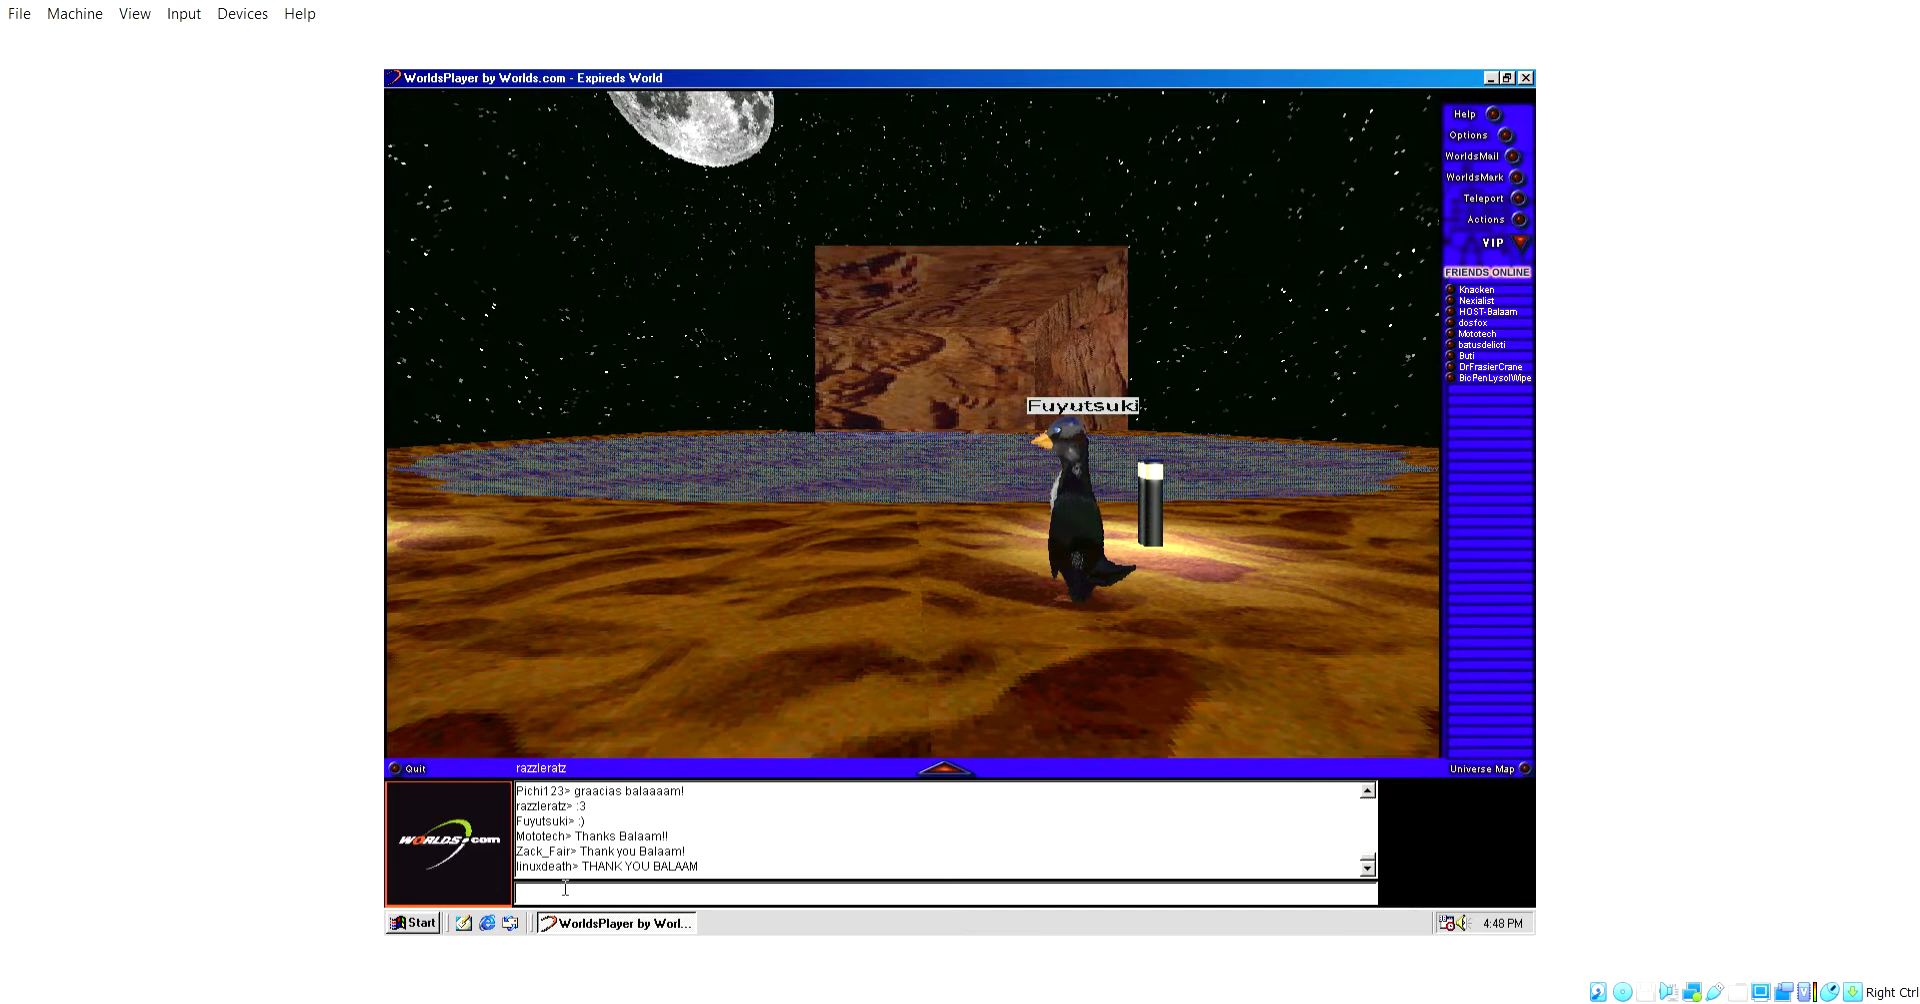 File Machine View Input Devices Help
WorldsPlayer by Worlds.com - Expireds World
Help
Options
WorldsMail
WorldsMark
Teleport
Actions
VIP
FRIENDS ONLINE
Knacken
Nexialist
HOST-Balaam
dosfox
Mototech
batusdelicti
Buti
DrFrasierCrane
BicPenLysolWipe
Fuyutsuki
Quit
razzleratz
Universe Map
WORLDS.com
Pichi123> graacias balaaaam!
razzleratz> :3
Fuyutsuki> :)
Mototech> Thanks Balaam!!
Zack_Fair> Thank you Balaam!
linuxdeath> THANK YOU BALAAM
Start
WorldsPlayer by Worl...
4:48 PM
Right Ctrl